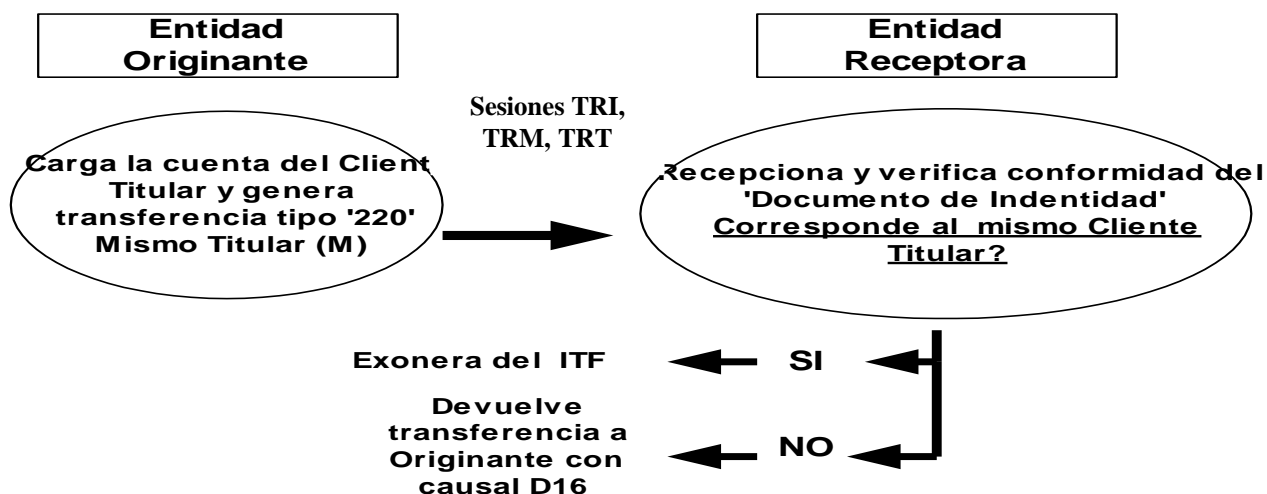 Entidad
Originante
Entidad
Receptora
Sesiones TRI,
TRM, TRT
Carga la cuenta del Client
Titular y genera
transferencia tipo '220'
Mismo Titular (M)
Recepciona y verifica conformidad del
'Documento de Indentidad'
Corresponde al mismo Cliente
Titular?
Exonera del ITF
SI
Devuelve
transferencia a
Originante con
causal D16
NO